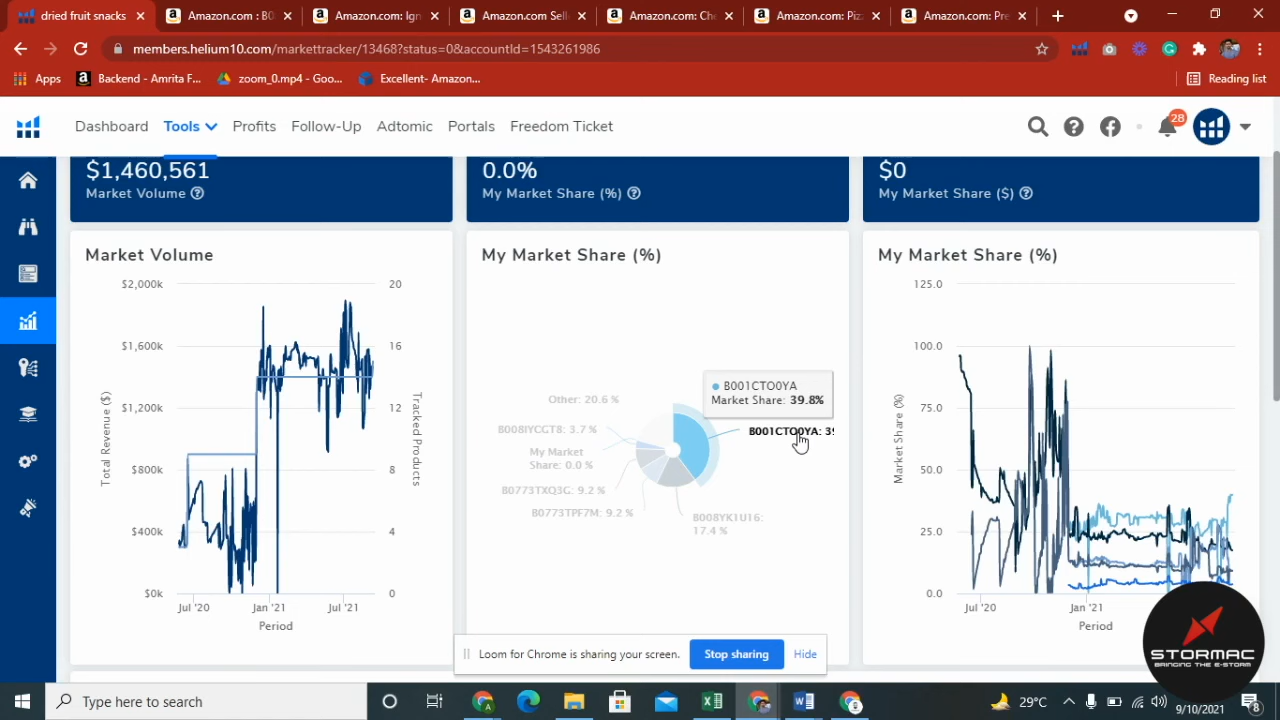 dried fruit snacks
Amazon.com : B0
Amazon.com: Ign
Amazon.com Sell
Amazon.com: Che
Amazon.com: Piz
Amazon.com: Pre
members.helium10.com/markettracker/13468?status=0&accountId=1543261986
Apps
Backend - Amrita F...
zoom_0.mp4 - Goo...
Excellent- Amazon...
Reading list
Dashboard
Tools
Profits
Follow-Up
Adtomic
Portals
Freedom Ticket
28
$1,460,561
Market Volume
0.0%
My Market Share (%)
$0
My Market Share ($)
Market Volume
$2,000k
$1,600k
$1,200k
$800k
$400k
$0k
Total Revenue ($)
20
16
12
8
4
0
Tracked Products
Jul '20
Jan '21
Jul '21
Period
My Market Share (%)
B001CTO0YA
Market Share: 39.8%
Other: 20.6 %
B008IYCGT8: 3.7 %
My Market
Share: 0.0 %
B0773TXQ3G: 9.2 %
B0773TPF7M: 9.2 %
B008YK1U16:
17.4 %
B001CTO0YA: 39
My Market Share (%)
125.0
100.0
75.0
50.0
25.0
0.0
Market Share (%)
Jul '20
Jan '21
Period
Loom for Chrome is sharing your screen.
Stop sharing
Hide
STORMAC
BRINGING THE E-STORM
Type here to search
29°C
9/10/2021
8